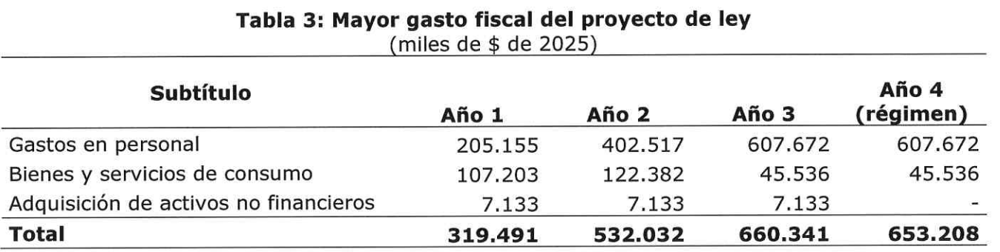 Tabla 3: Mayor gasto fiscal del proyecto de ley
(miles de $ de 2025)
Subtítulo Año 1 Año 2 Año 3 Año 4 (régimen)
Gastos en personal 205.155 402.517 607.672 607.672
Bienes y servicios de consumo 107.203 122.382 45.536 45.536
Adquisición de activos no financieros 7.133 7.133 7.133 -
Total 319.491 532.032 660.341 653.208